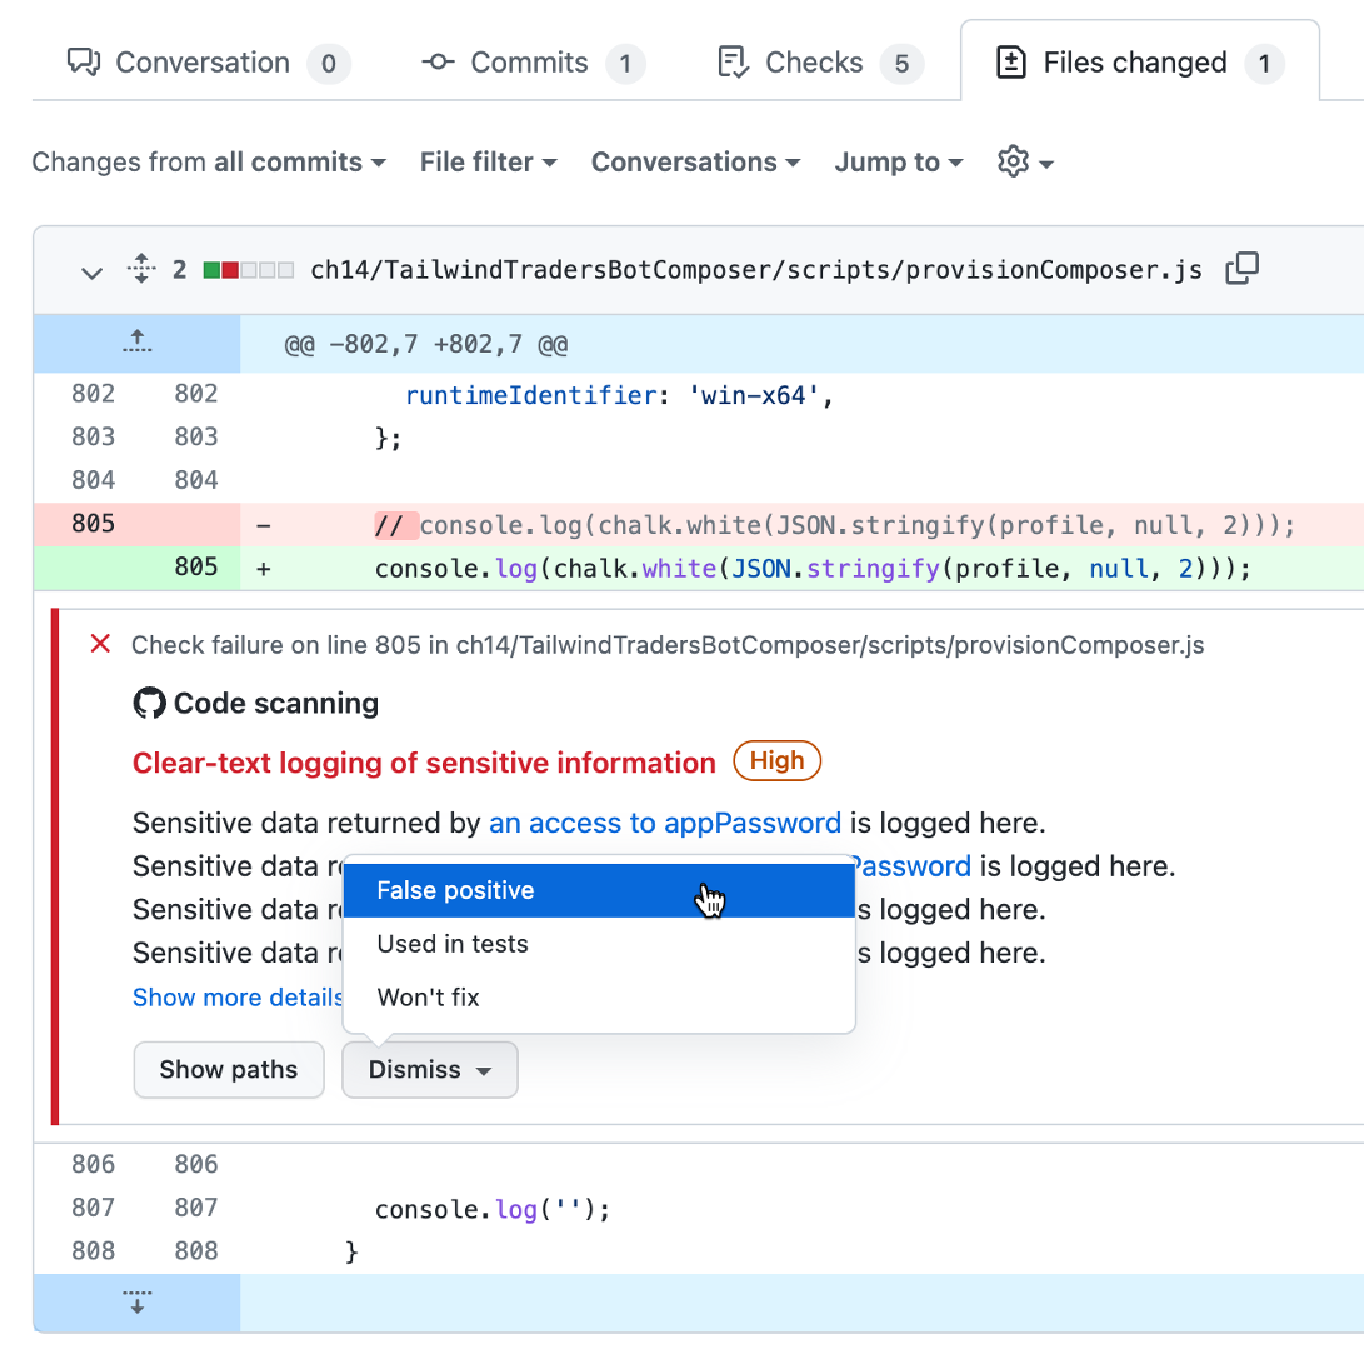 Conversation 0 Commits 1 Checks 5 Files changed 1
Changes from all commits File filter Conversations Jump to
2 ch14/TailwindTradersBotComposer/scripts/provisionComposer.js
@@ -802,7 +802,7 @@
802 802 runtimeIdentifier: 'win-x64',
803 803 };
804 804
805 - // console.log(chalk.white(JSON.stringify(profile, null, 2)));
805 + console.log(chalk.white(JSON.stringify(profile, null, 2)));
Check failure on line 805 in ch14/TailwindTradersBotComposer/scripts/provisionComposer.js
Code scanning
Clear-text logging of sensitive information High
Sensitive data returned by an access to appPassword is logged here.
Sensitive data Password is logged here.
False positive
Sensitive data logged here.
Used in tests
Sensitive data logged here.
Show more details
Won't fix
Show paths Dismiss
806 806
807 807 console.log('');
808 808 }